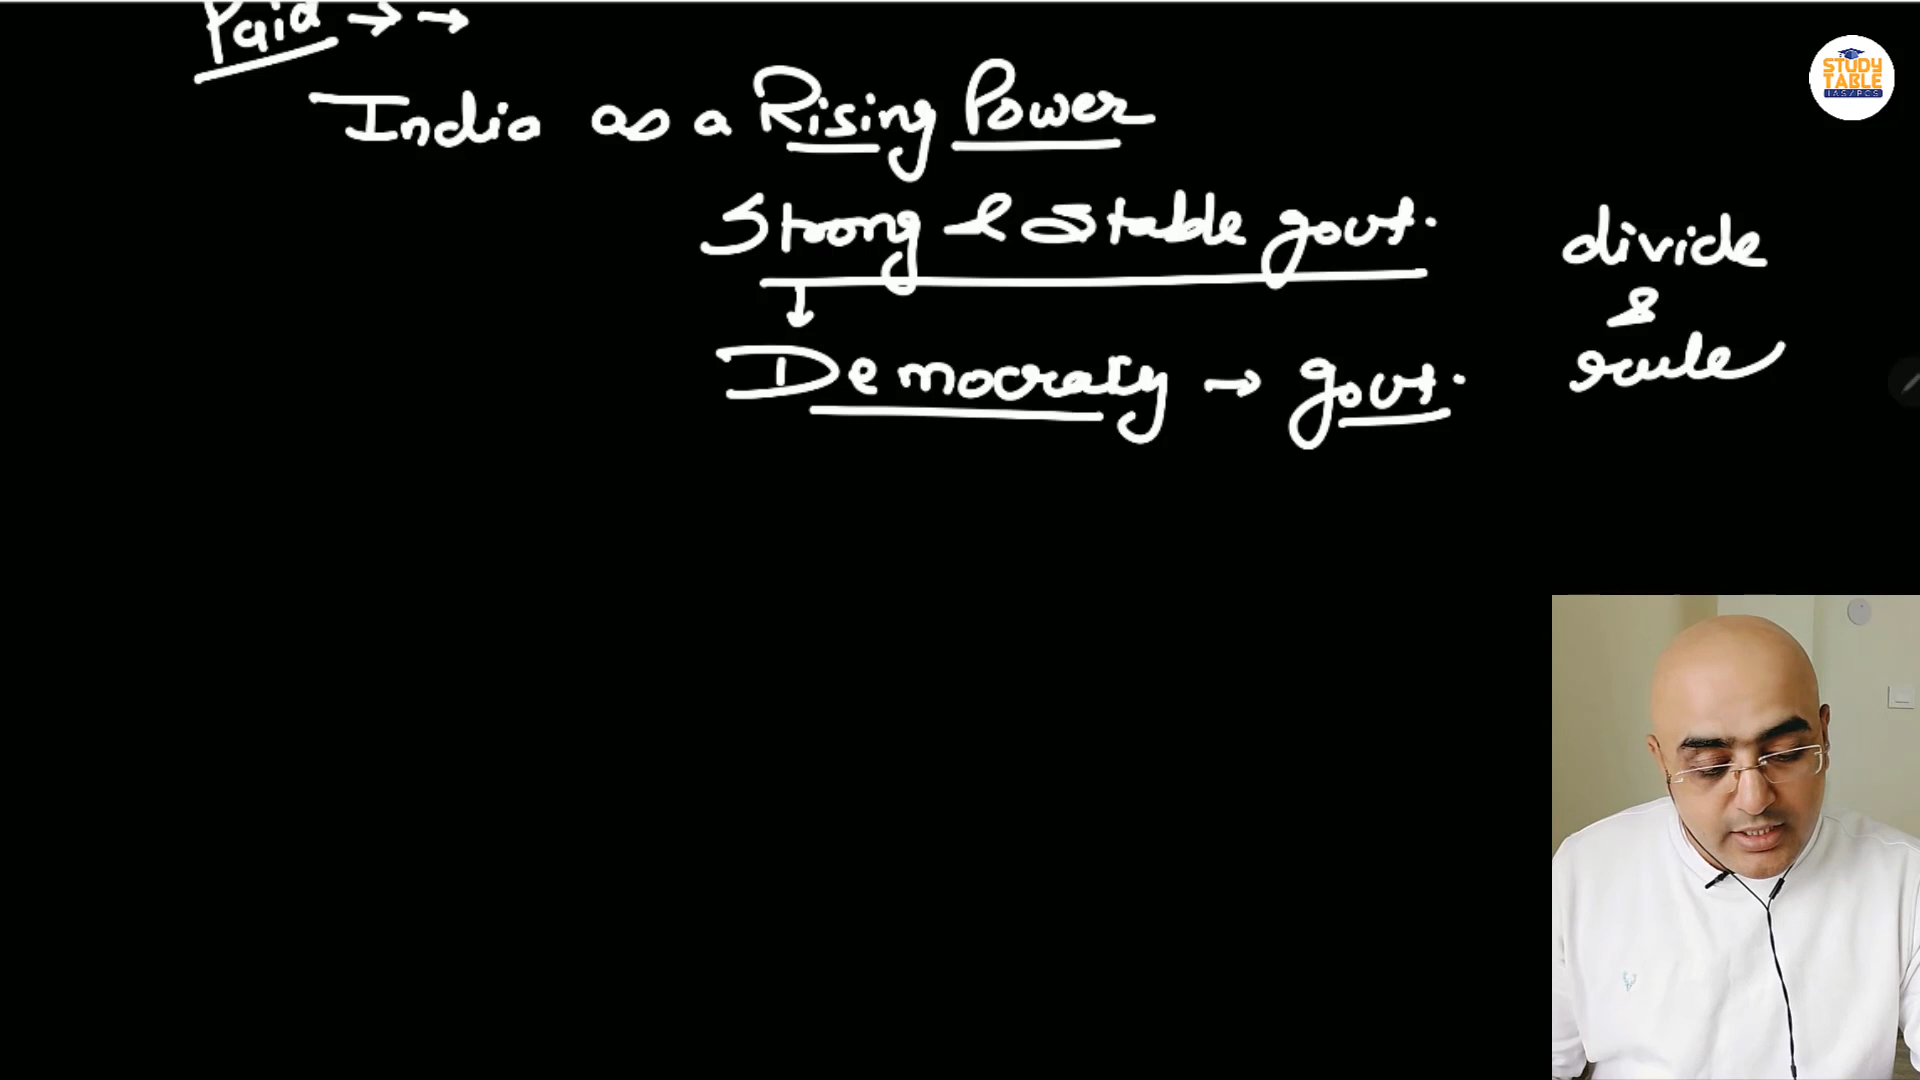 Paid → →
India as a Rising Power
Strong & Stable govt.
↓
Democracy → govt.
divide
&
rule
STUDY
TABLE
IAS/PCS